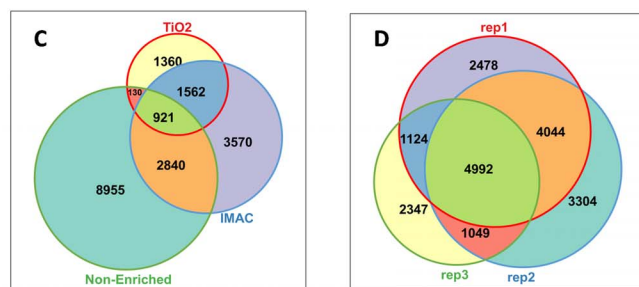 C
TiO2
1360
130
1562
921
3570
2840
8955
IMAC
Non-Enriched
D
rep1
2478
1124
4044
4992
2347
3304
1049
rep3
rep2